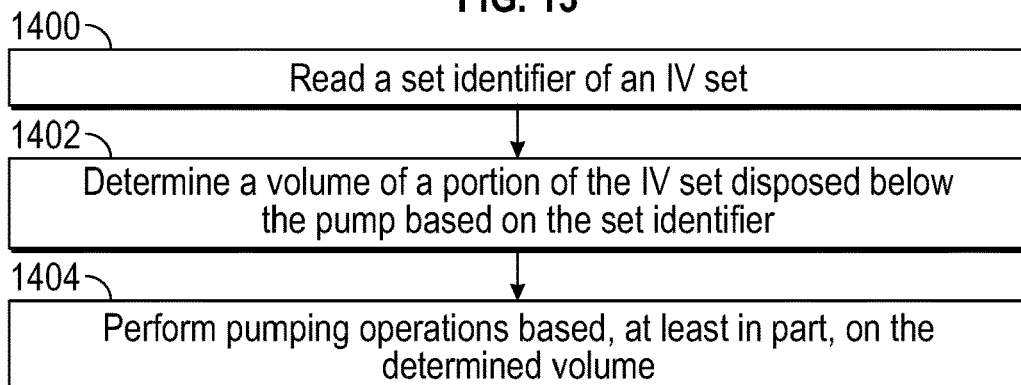 FIG. 13
1400
Read a set identifier of an IV set
1402
Determine a volume of a portion of the IV set disposed below
the pump based on the set identifier
1404
Perform pumping operations based, at least in part, on the
determined volume